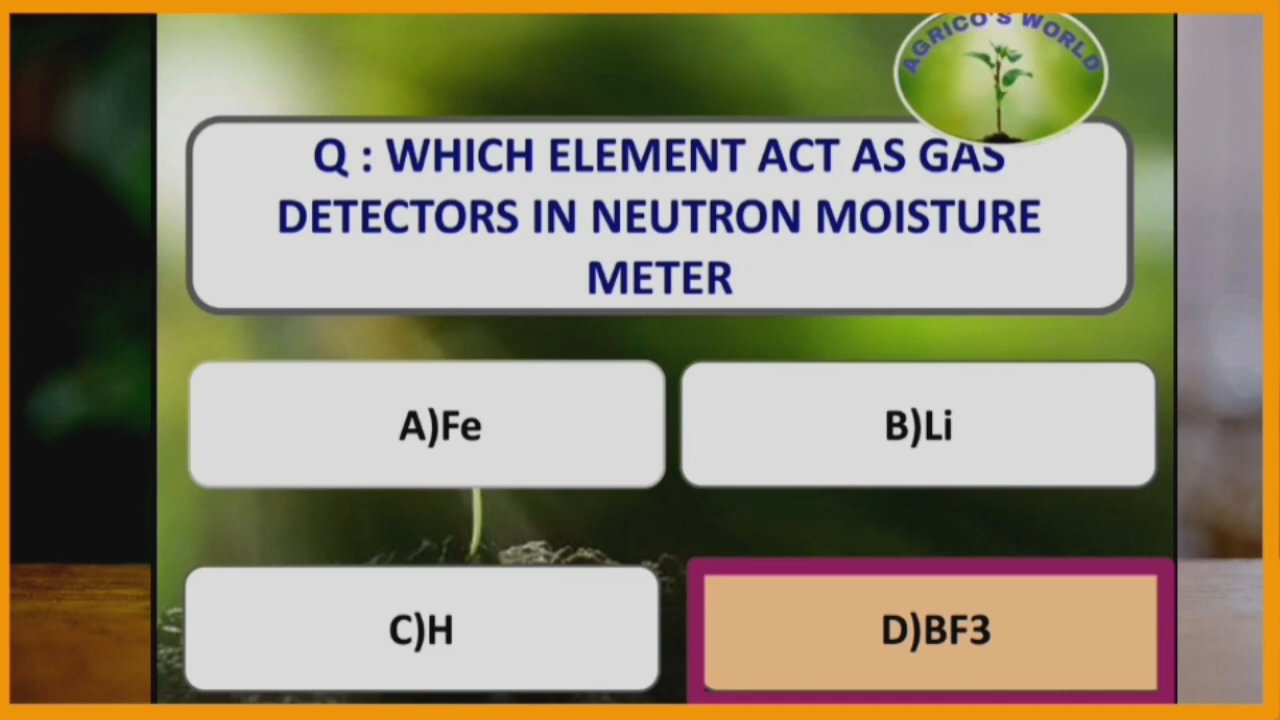 AGRICO'S WORLD
Q : WHICH ELEMENT ACT AS GAS
DETECTORS IN NEUTRON MOISTURE
METER
A)Fe
B)Li
C)H
D)BF3